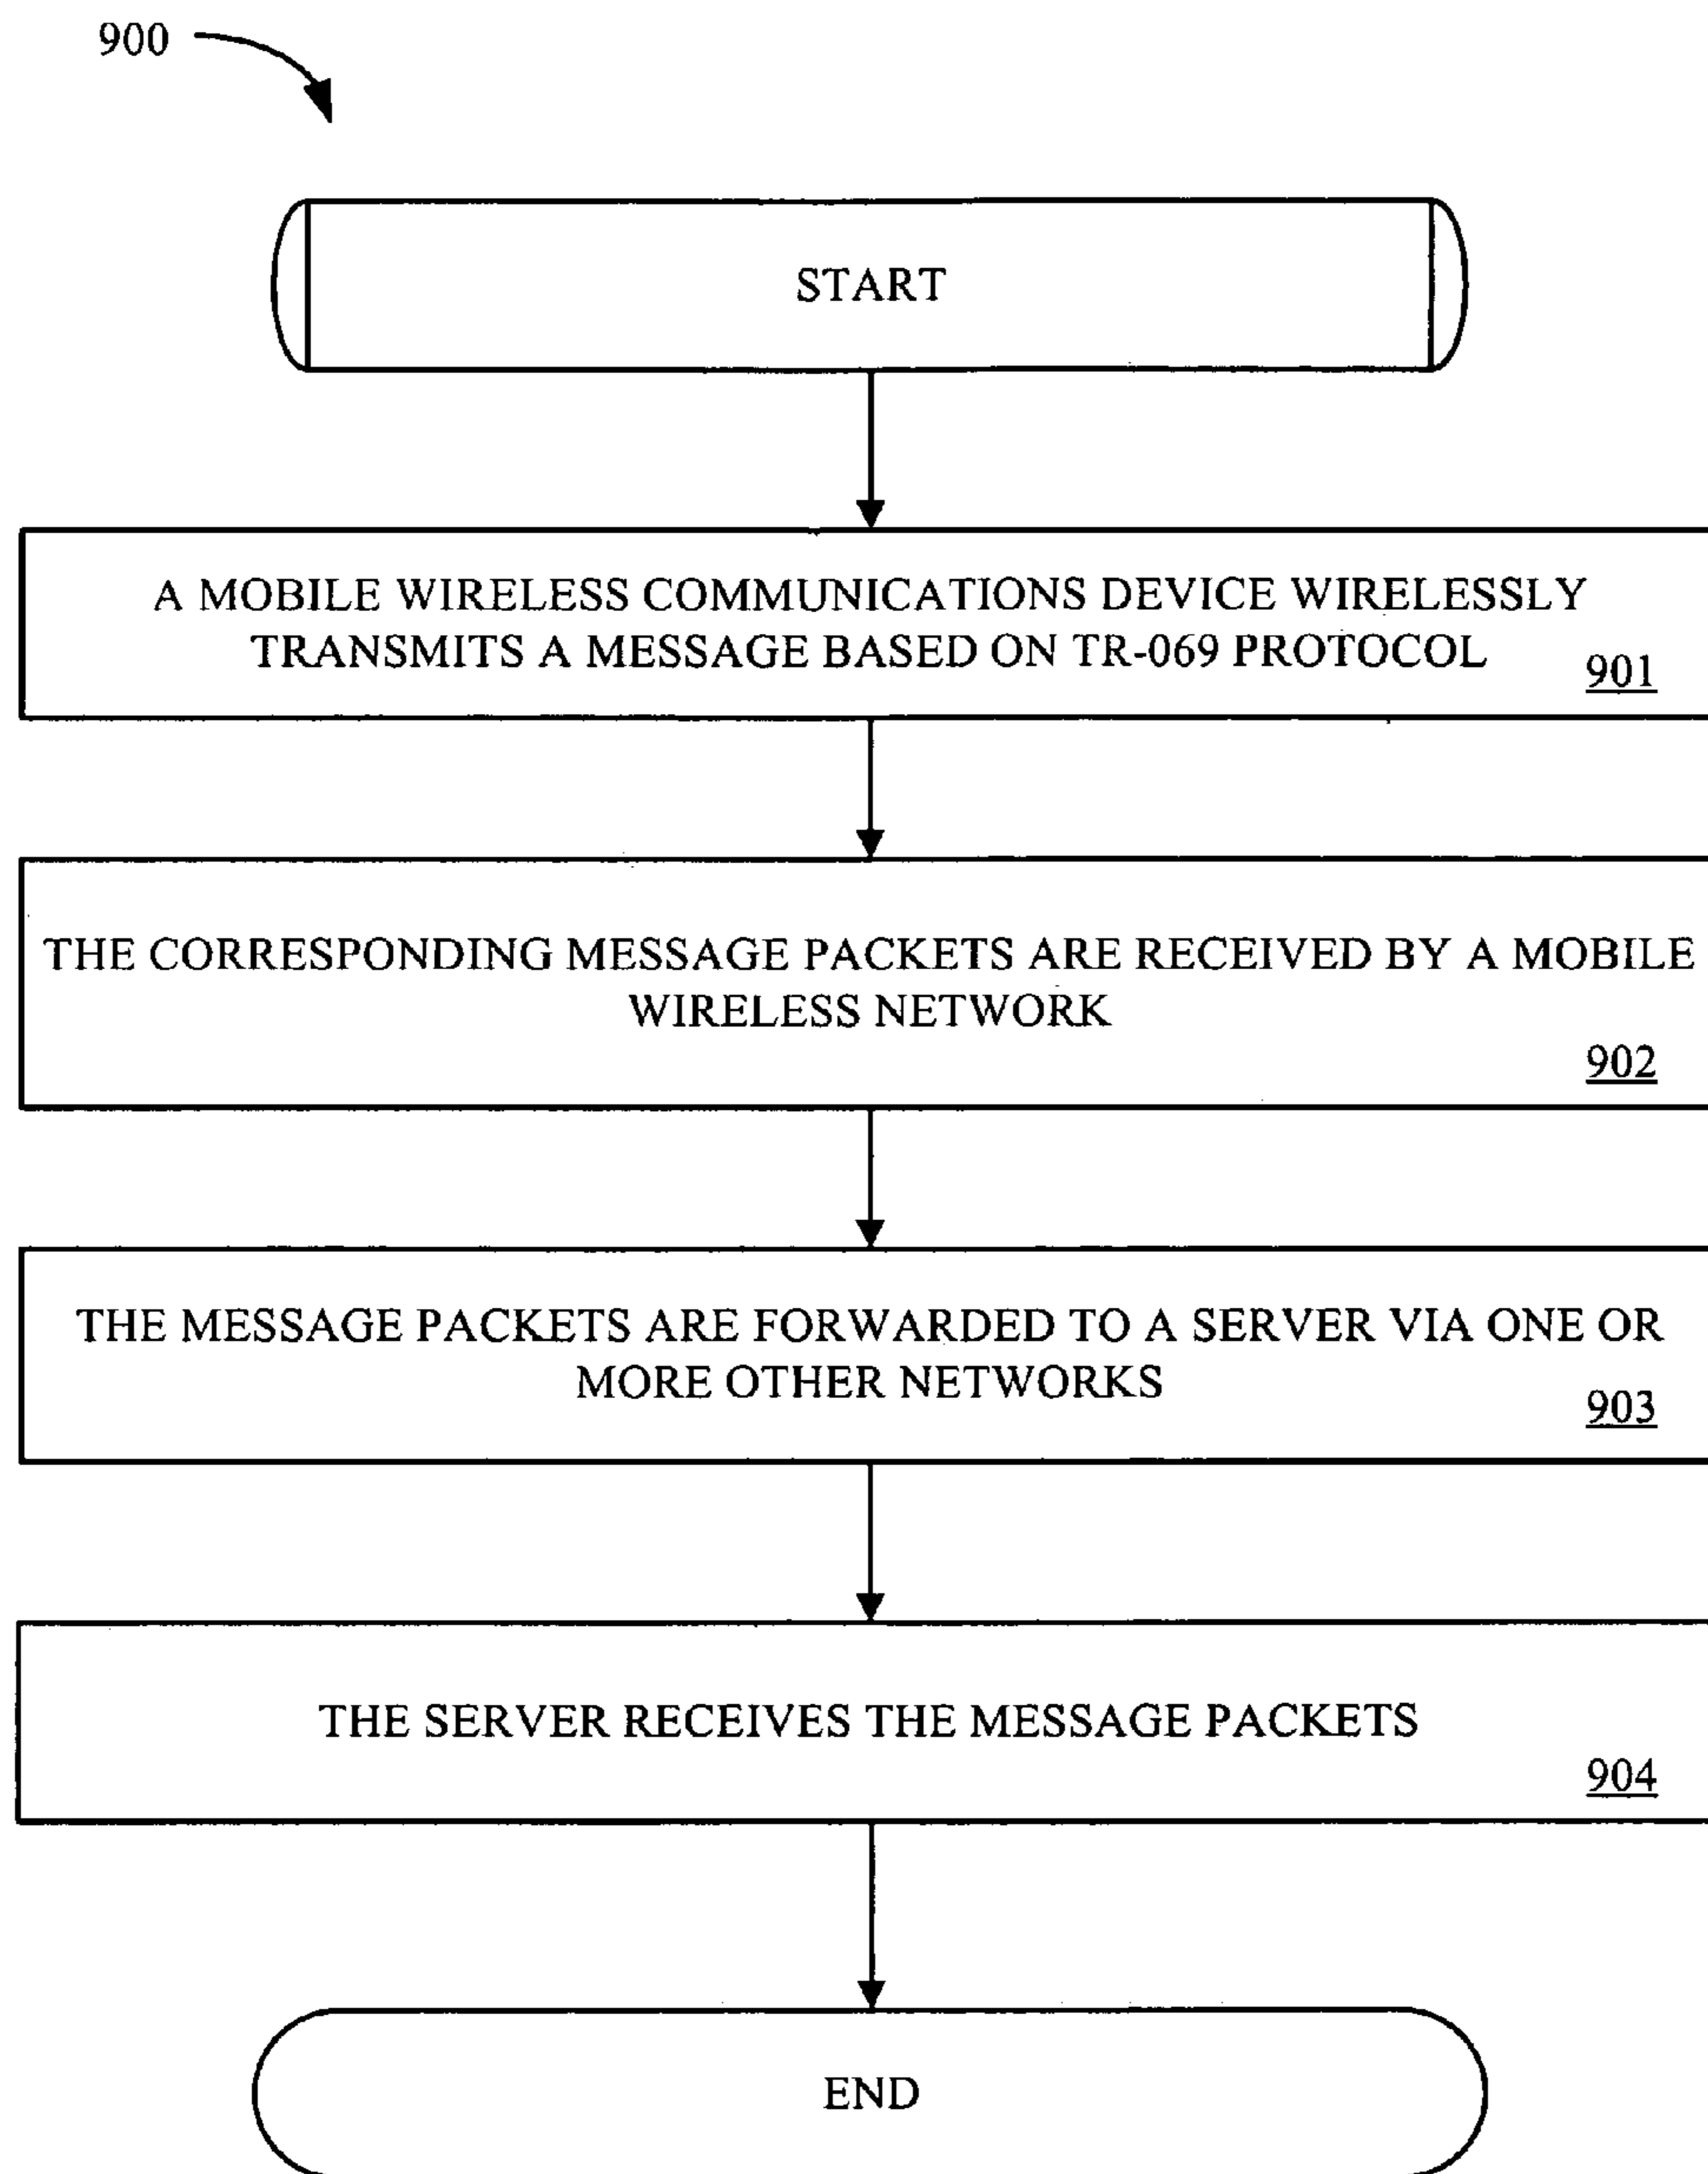 900
START
A MOBILE WIRELESS COMMUNICATIONS DEVICE WIRELESSLY
TRANSMITS A MESSAGE BASED ON TR-069 PROTOCOL
901
THE CORRESPONDING MESSAGE PACKETS ARE RECEIVED BY A MOBILE
WIRELESS NETWORK
902
THE MESSAGE PACKETS ARE FORWARDED TO A SERVER VIA ONE OR
MORE OTHER NETWORKS
903
THE SERVER RECEIVES THE MESSAGE PACKETS
904
END